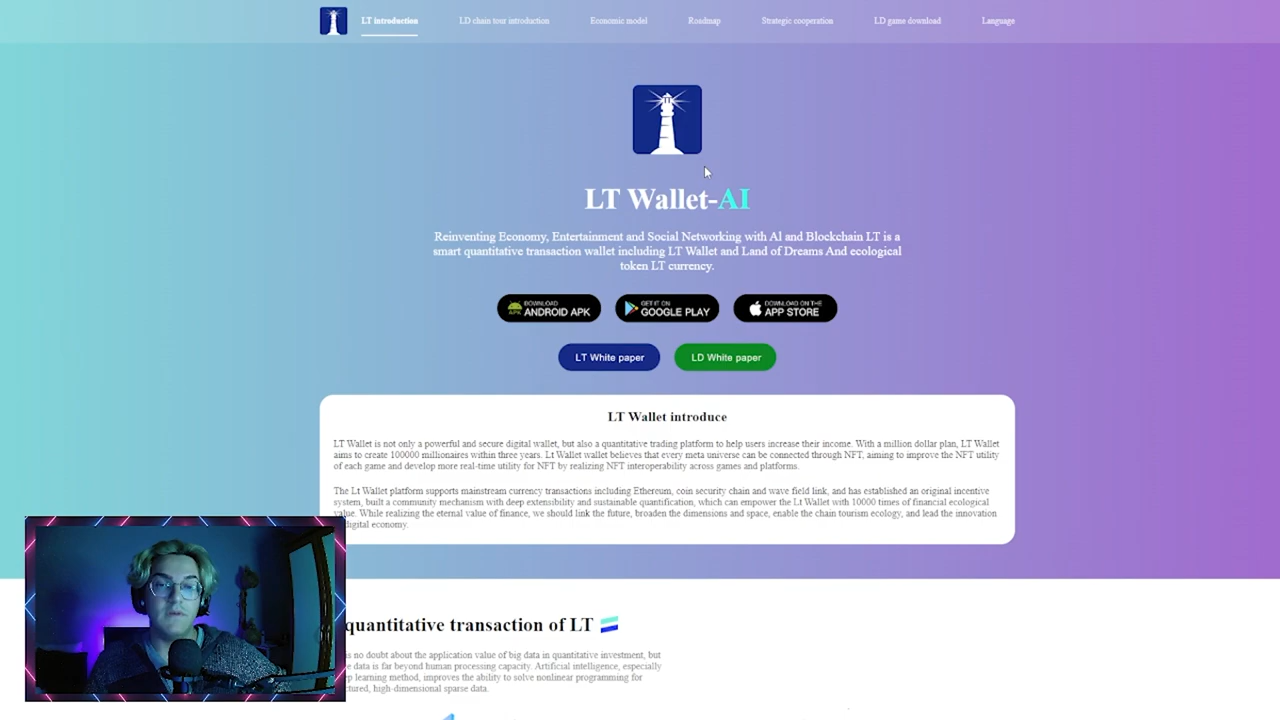 LT introduction
LD chain tour introduction
Economic model
Roadmap
Strategic cooperation
LD game download
Language
LT Wallet-AI
Reinventing Economy, Entertainment and Social Networking with Al and Blockchain LT is a
smart quantitative transaction wallet including LT Wallet and Land of Dreams And ecological
token LT currency.
DOWNLOAD
ANDROID APK
APK
GET IT ON
GOOGLE PLAY
DOWNLOAD ON THE
APP STORE
LT White paper
LD White paper
LT Wallet introduce
LT Wallet is not only a powerful and secure digital wallet, but also a quantitative trading platform to help users increase their income. With a million dollar plan, LT Wallet
aims to create 100000 millionaires within three years. Lt Wallet wallet believes that every meta universe can be connected through NFT, aiming to improve the NFT utility
of each game and develop more real-time utility for NFT by realizing NFT interoperability across games and platforms.
The Lt Wallet platform supports mainstream currency transactions including Ethereum, coin security chain and wave field link, and has established an original incentive
system, built a community mechanism with deep extensibility and sustainable quantification, which can empower the Lt Wallet with 10000 times of financial ecological
value. While realizing the eternal value of finance, we should link the future, broaden the dimensions and space, enable the chain tourism ecology, and lead the innovation
digital economy.
quantitative transaction of LT
is no doubt about the application value of big data in quantitative investment, but
data is far beyond human processing capacity. Artificial intelligence, especially
learning method, improves the ability to solve nonlinear programming for
high-dimensional sparse data.